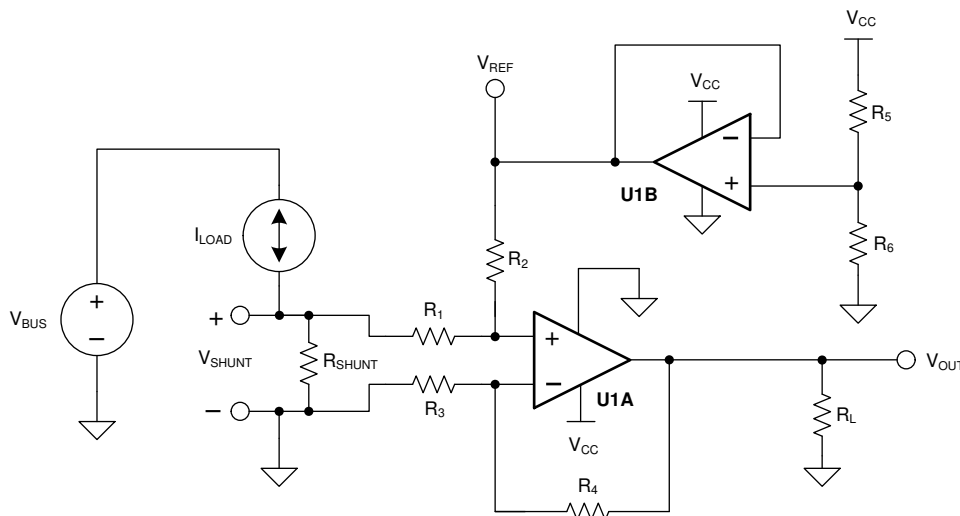 V_CC
V_REF
V_CC
R_5
−
+
U1B
R_6
I_LOAD
R_2
+
−
V_BUS
+
V_SHUNT
−
R_SHUNT
R_1
R_3
+
−
U1A
V_CC
V_OUT
R_L
R_4